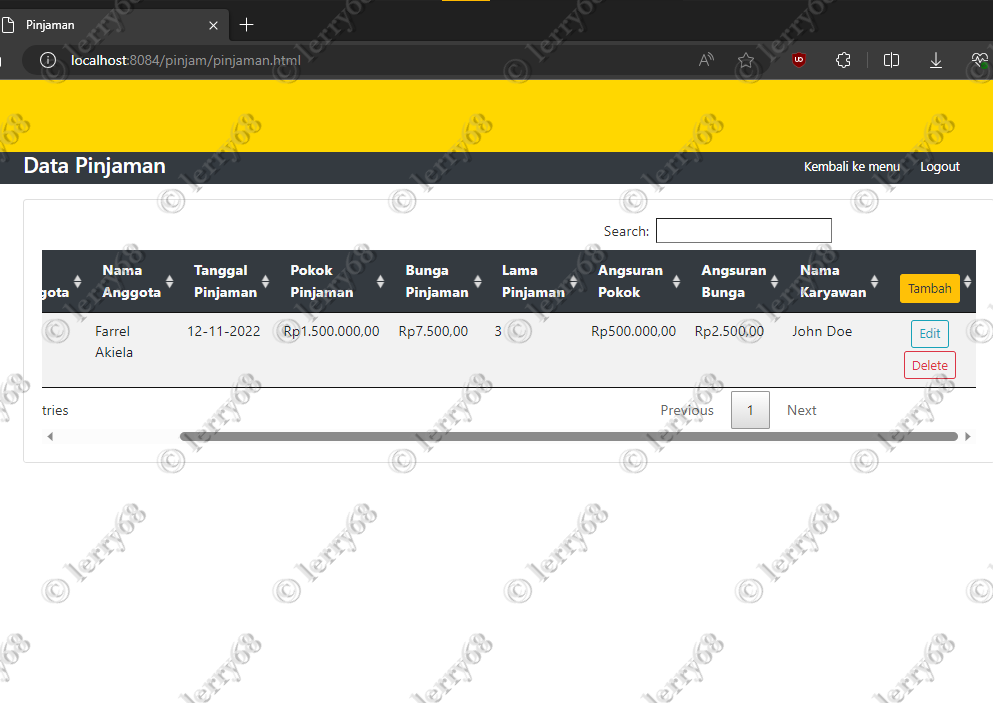 Pinjaman
localhost:8084/pinjam/pinjaman.html
Data Pinjaman
Kembali ke menu
Logout
Search:
gota
Nama Anggota
Tanggal Pinjaman
Pokok Pinjaman
Bunga Pinjaman
Lama Pinjaman
Angsuran Pokok
Angsuran Bunga
Nama Karyawan
Tambah
Farrel Akiela
12-11-2022
Rp1.500.000,00
Rp7.500,00
3
Rp500.000,00
Rp2.500,00
John Doe
Edit
Delete
tries
Previous
1
Next
© lerry68